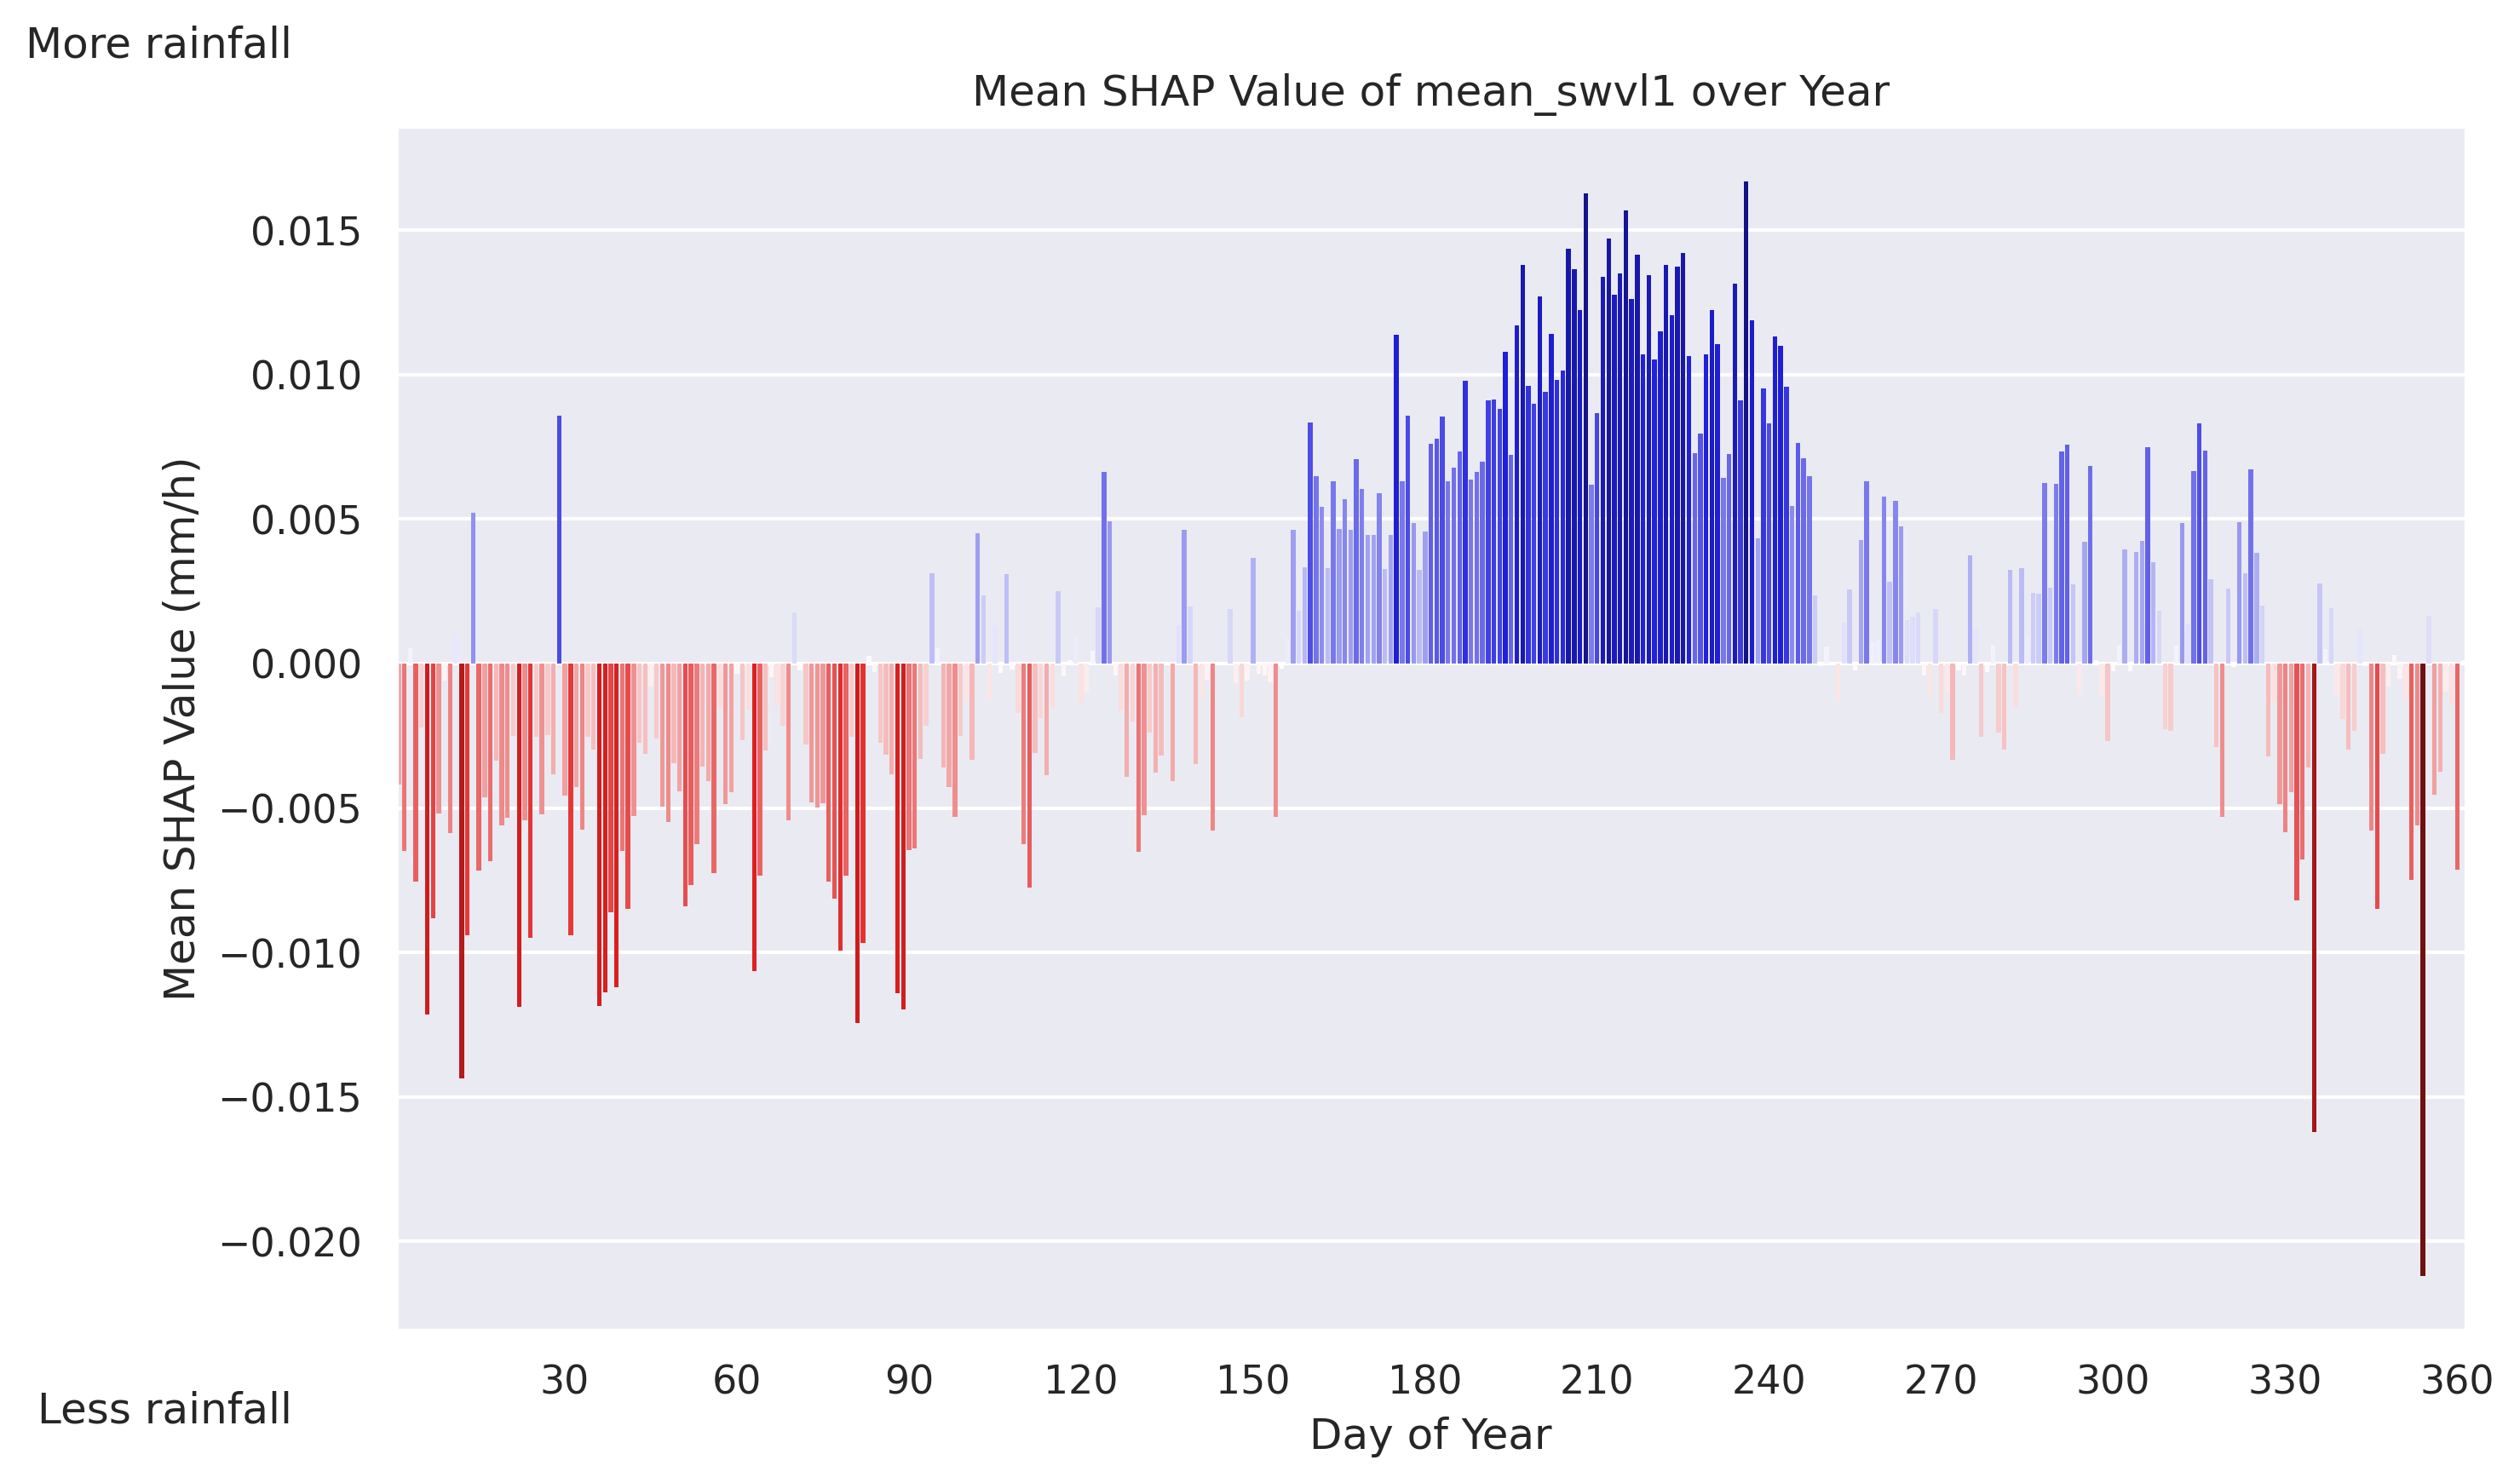 More rainfall
Mean SHAP Value of mean_swvl1 over Year
Mean SHAP Value (mm/h)
0.015
0.010
0.005
0.000
−0.005
−0.010
−0.015
−0.020
30 60 90 120 150 180 210 240 270 300 330 360
Less rainfall
Day of Year